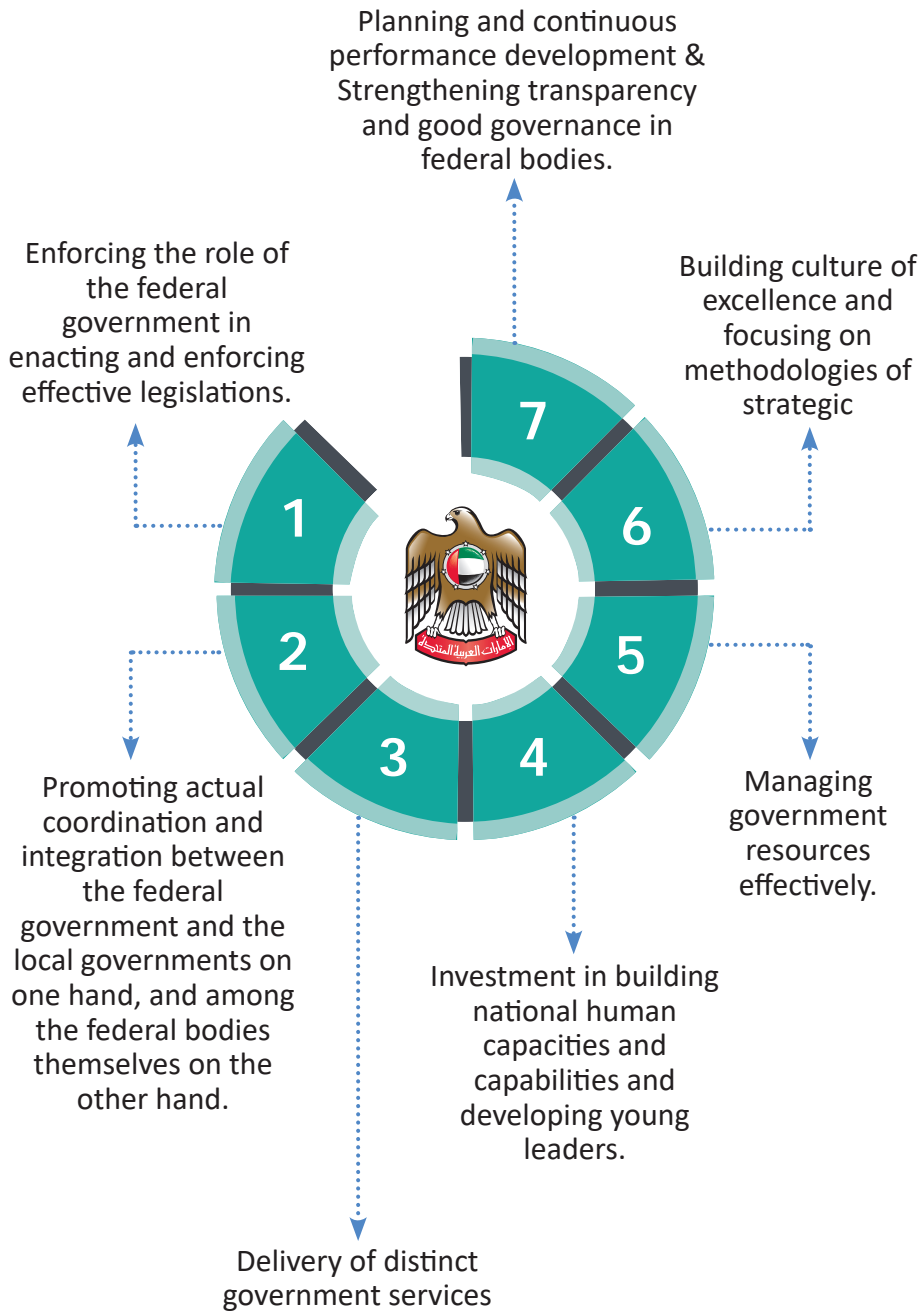 Planning and continuous
performance development &
Strengthening transparency
and good governance in
federal bodies.
Enforcing the role of
the federal
government in
enacting and enforcing
effective legislations.
Building culture of
excellence and
focusing on
methodologies of
strategic
7
1
6
2
5
3
4
الإمارات العربية المتحدة
Promoting actual
coordination and
integration between
the federal
government and the
local governments on
one hand, and among
the federal bodies
themselves on the
other hand.
Managing
government
resources
effectively.
Investment in building
national human
capacities and
capabilities and
developing young
leaders.
Delivery of distinct
government services